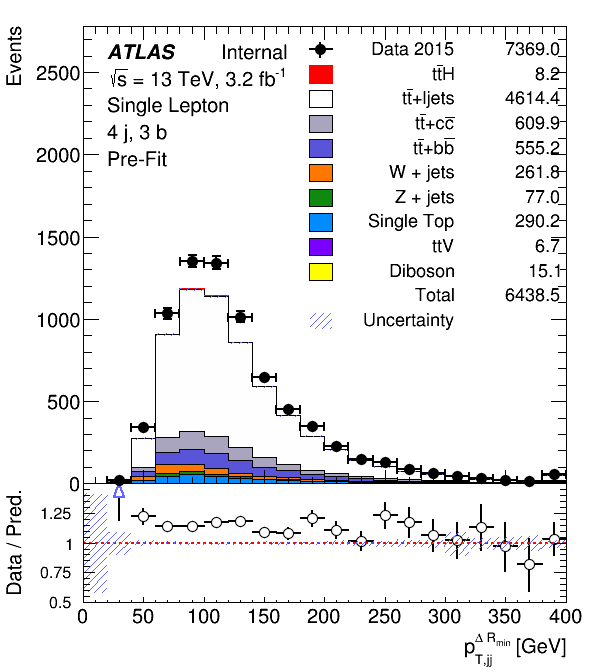 Events
2500
2000
1500
1000
500
0
ATLAS Internal
√s = 13 TeV, 3.2 fb⁻¹
Single Lepton
4 j, 3 b
Pre-Fit
Data 2015 7369.0
tt̄H 8.2
tt̄+ljets 4614.4
tt̄+cc̄ 609.9
tt̄+bb̄ 555.2
W + jets 261.8
Z + jets 77.0
Single Top 290.2
ttV 6.7
Diboson 15.1
Total 6438.5
Uncertainty
Data / Pred.
1.25
1
0.75
0.5
0 50 100 150 200 250 300 350 400
p_{T,jj}^{Δ R_{min}} [GeV]